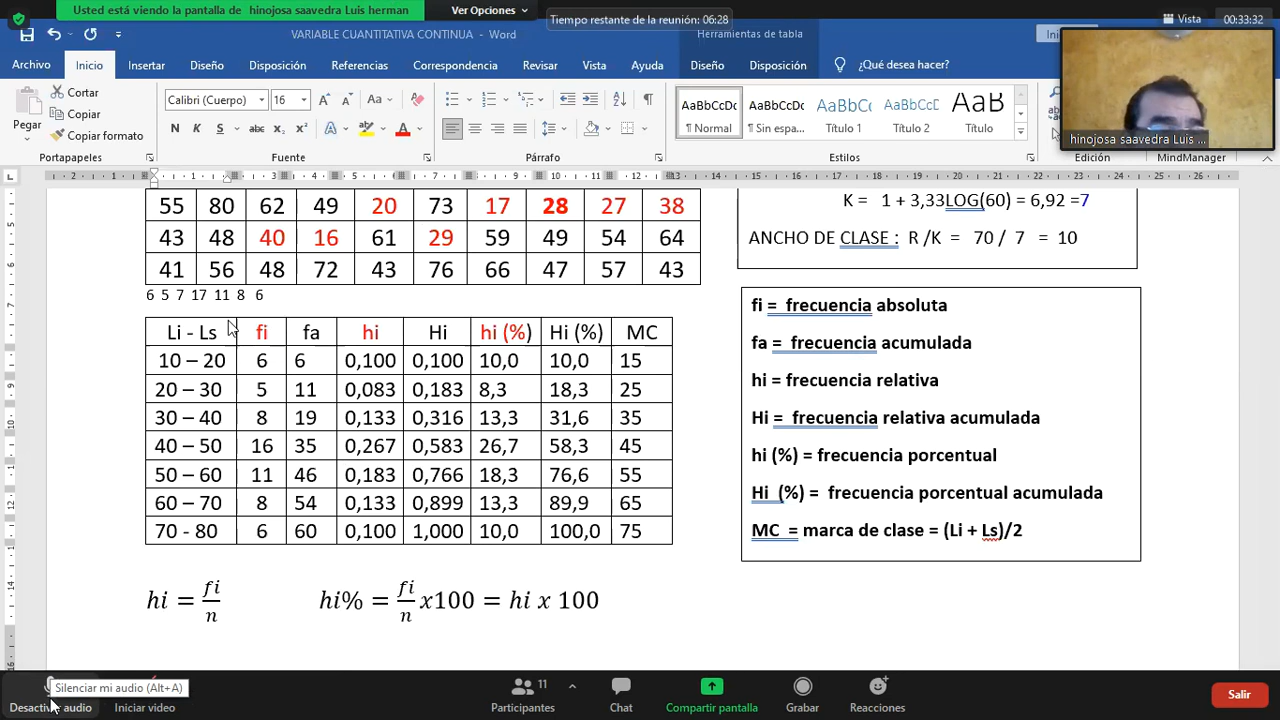 Usted está viendo la pantalla de hinojosa saavedra Luis herman
Ver Opciones
Tiempo restante de la reunión: 06:28
Vista
00:33:32
VARIABLE CUANTITATIVA CONTINUA - Word
Herramientas de tabla
Archivo Inicio Insertar Diseño Disposición Referencias Correspondencia Revisar Vista Ayuda Diseño Disposición ¿Qué desea hacer?
Pegar
Cortar
Copiar
Copiar formato
Calibri (Cuerpo) 16
N K S abc x₂ x²
AaBbCcDc AaBbCcDc AaBbCcD AaBbCcD AaB
¶ Normal ¶ Sin espa... Título 1 Título 2 Título
Portapapeles Fuente Párrafo Estilos Edición MindManager
hinojosa saavedra Luis ...
55 80 62 49 20 73 17 28 27 38
43 48 40 16 61 29 59 49 54 64
41 56 48 72 43 76 66 47 57 43
6 5 7 17 11 8 6
K = 1 + 3,33LOG(60) = 6,92 =7
ANCHO DE CLASE : R /K = 70 / 7 = 10
Li - Ls fi fa hi Hi hi (%) Hi (%) MC
10 – 20 6 6 0,100 0,100 10,0 10,0 15
20 – 30 5 11 0,083 0,183 8,3 18,3 25
30 – 40 8 19 0,133 0,316 13,3 31,6 35
40 – 50 16 35 0,267 0,583 26,7 58,3 45
50 – 60 11 46 0,183 0,766 18,3 76,6 55
60 – 70 8 54 0,133 0,899 13,3 89,9 65
70 - 80 6 60 0,100 1,000 10,0 100,0 75
fi = frecuencia absoluta
fa = frecuencia acumulada
hi = frecuencia relativa
Hi = frecuencia relativa acumulada
hi (%) = frecuencia porcentual
Hi (%) = frecuencia porcentual acumulada
MC = marca de clase = (Li + Ls)/2
hi = fi/n
hi% = fi/n x100 = hi x 100
Silenciar mi audio (Alt+A)
Desactivar audio
Iniciar video
Participantes 11
Chat
Compartir pantalla
Grabar
Reacciones
Salir